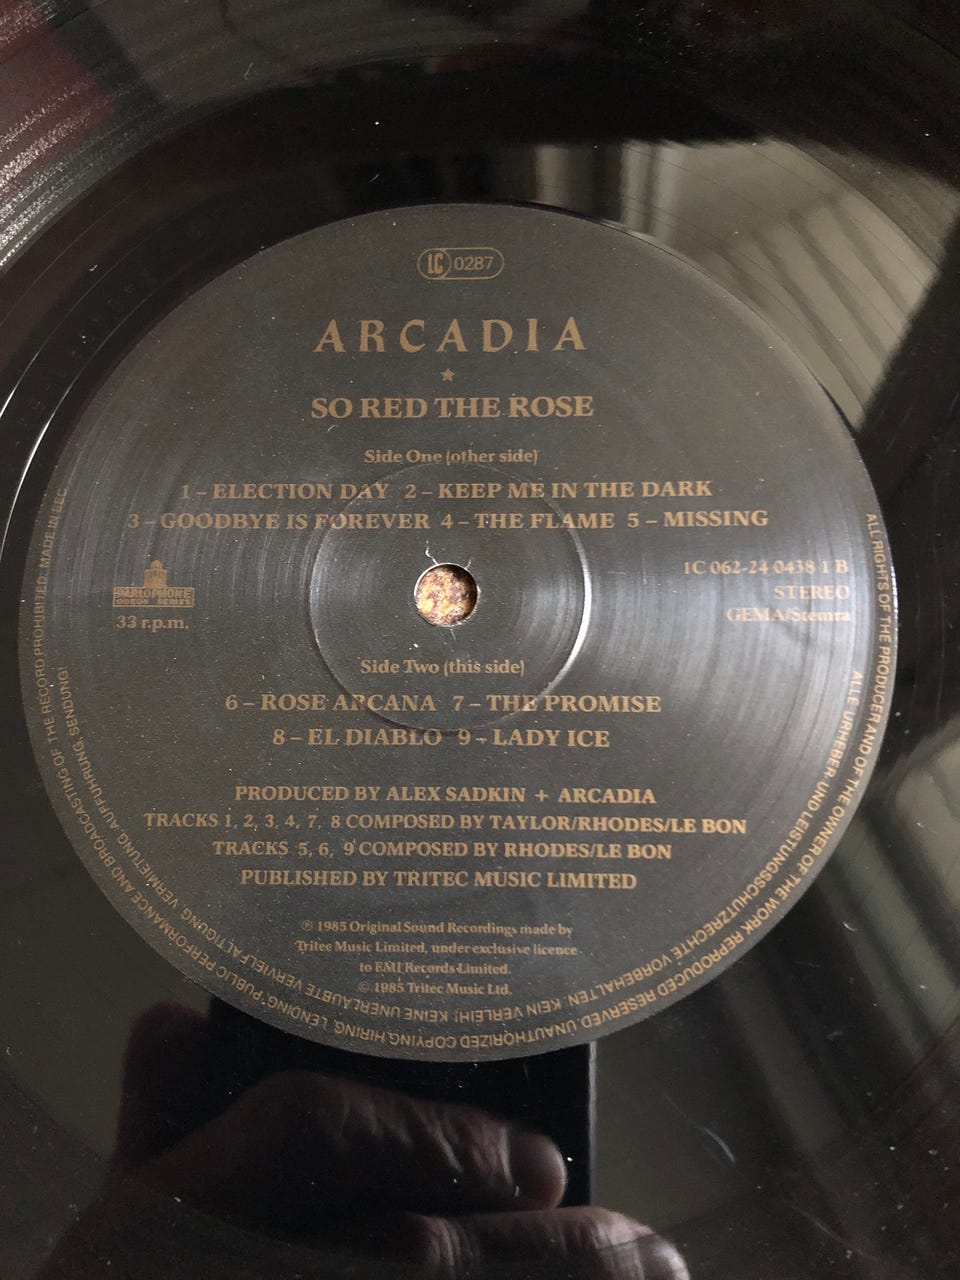 LC 0287
ARCADIA
SO RED THE ROSE
Side One (other side)
1 – ELECTION DAY 2 – KEEP ME IN THE DARK
3 – GOODBYE IS FOREVER 4 – THE FLAME 5 – MISSING
PARLOPHONE
ODEON SERIES
33 r.p.m.
1C 062-24 0438 1 B
STEREO
GEMA/Stemra
Side Two (this side)
6 – ROSE ARCANA 7 – THE PROMISE
8 – EL DIABLO 9 – LADY ICE
PRODUCED BY ALEX SADKIN + ARCADIA
TRACKS 1, 2, 3, 4, 7, 8 COMPOSED BY TAYLOR/RHODES/LE BON
TRACKS 5, 6, 9 COMPOSED BY RHODES/LE BON
PUBLISHED BY TRITEC MUSIC LIMITED
℗ 1985 Original Sound Recordings made by
Tritec Music Limited, under exclusive licence
to EMI Records Limited.
© 1985 Tritec Music Ltd.
ALL RIGHTS OF THE PRODUCER AND OF THE OWNER OF THE WORK REPRODUCED RESERVED. UNAUTHORIZED COPYING, HIRING, LENDING, PUBLIC PERFORMANCE AND BROADCASTING OF THE RECORD PROHIBITED. MADE IN EEC
ALLE URHEBER- UND LEISTUNGSSCHUTZRECHTE VORBEHALTEN. KEIN VERLEIH! KEINE UNERLAUBTE VERVIELFÄLTIGUNG, VERMIETUNG, AUFFÜHRUNG, SENDUNG!